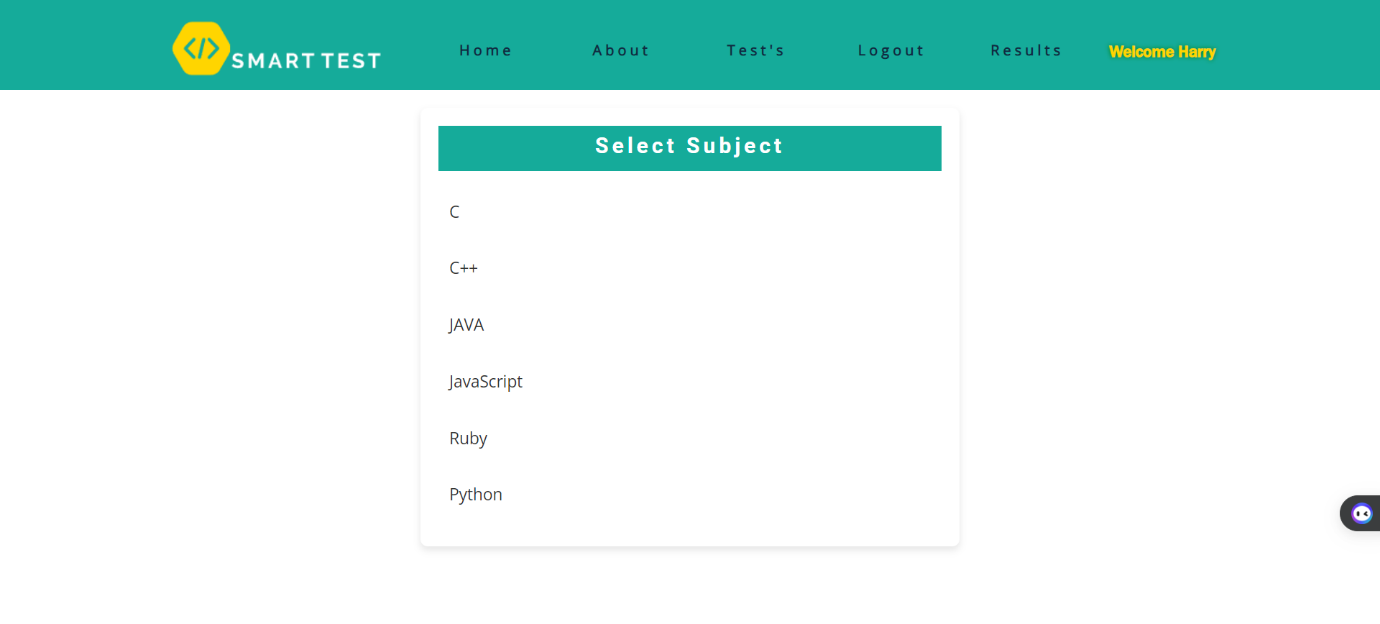 </> SMART TEST Home About Test's Logout Results Welcome Harry
Select Subject
C
C++
JAVA
JavaScript
Ruby
Python